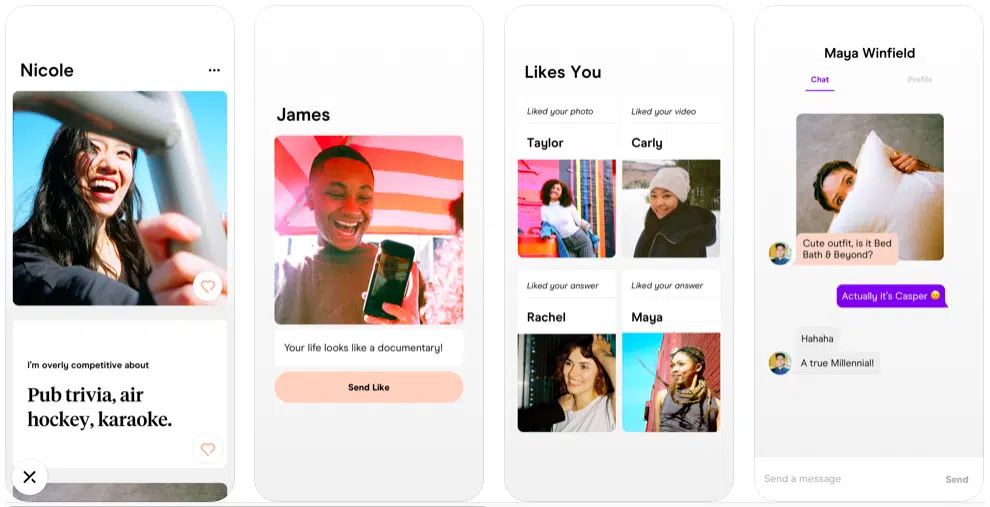 Nicole
I'm overly competitive about
Pub trivia, air
hockey, karaoke.
James
Your life looks like a documentary!
Send Like
Likes You
Liked your photo
Taylor
Liked your video
Carly
Liked your answer
Rachel
Liked your answer
Maya
Maya Winfield
Chat
Profile
Cute outfit, is it Bed
Bath & Beyond?
Actually it's Casper 😔
Hahaha
A true Millennial!
Send a message
Send